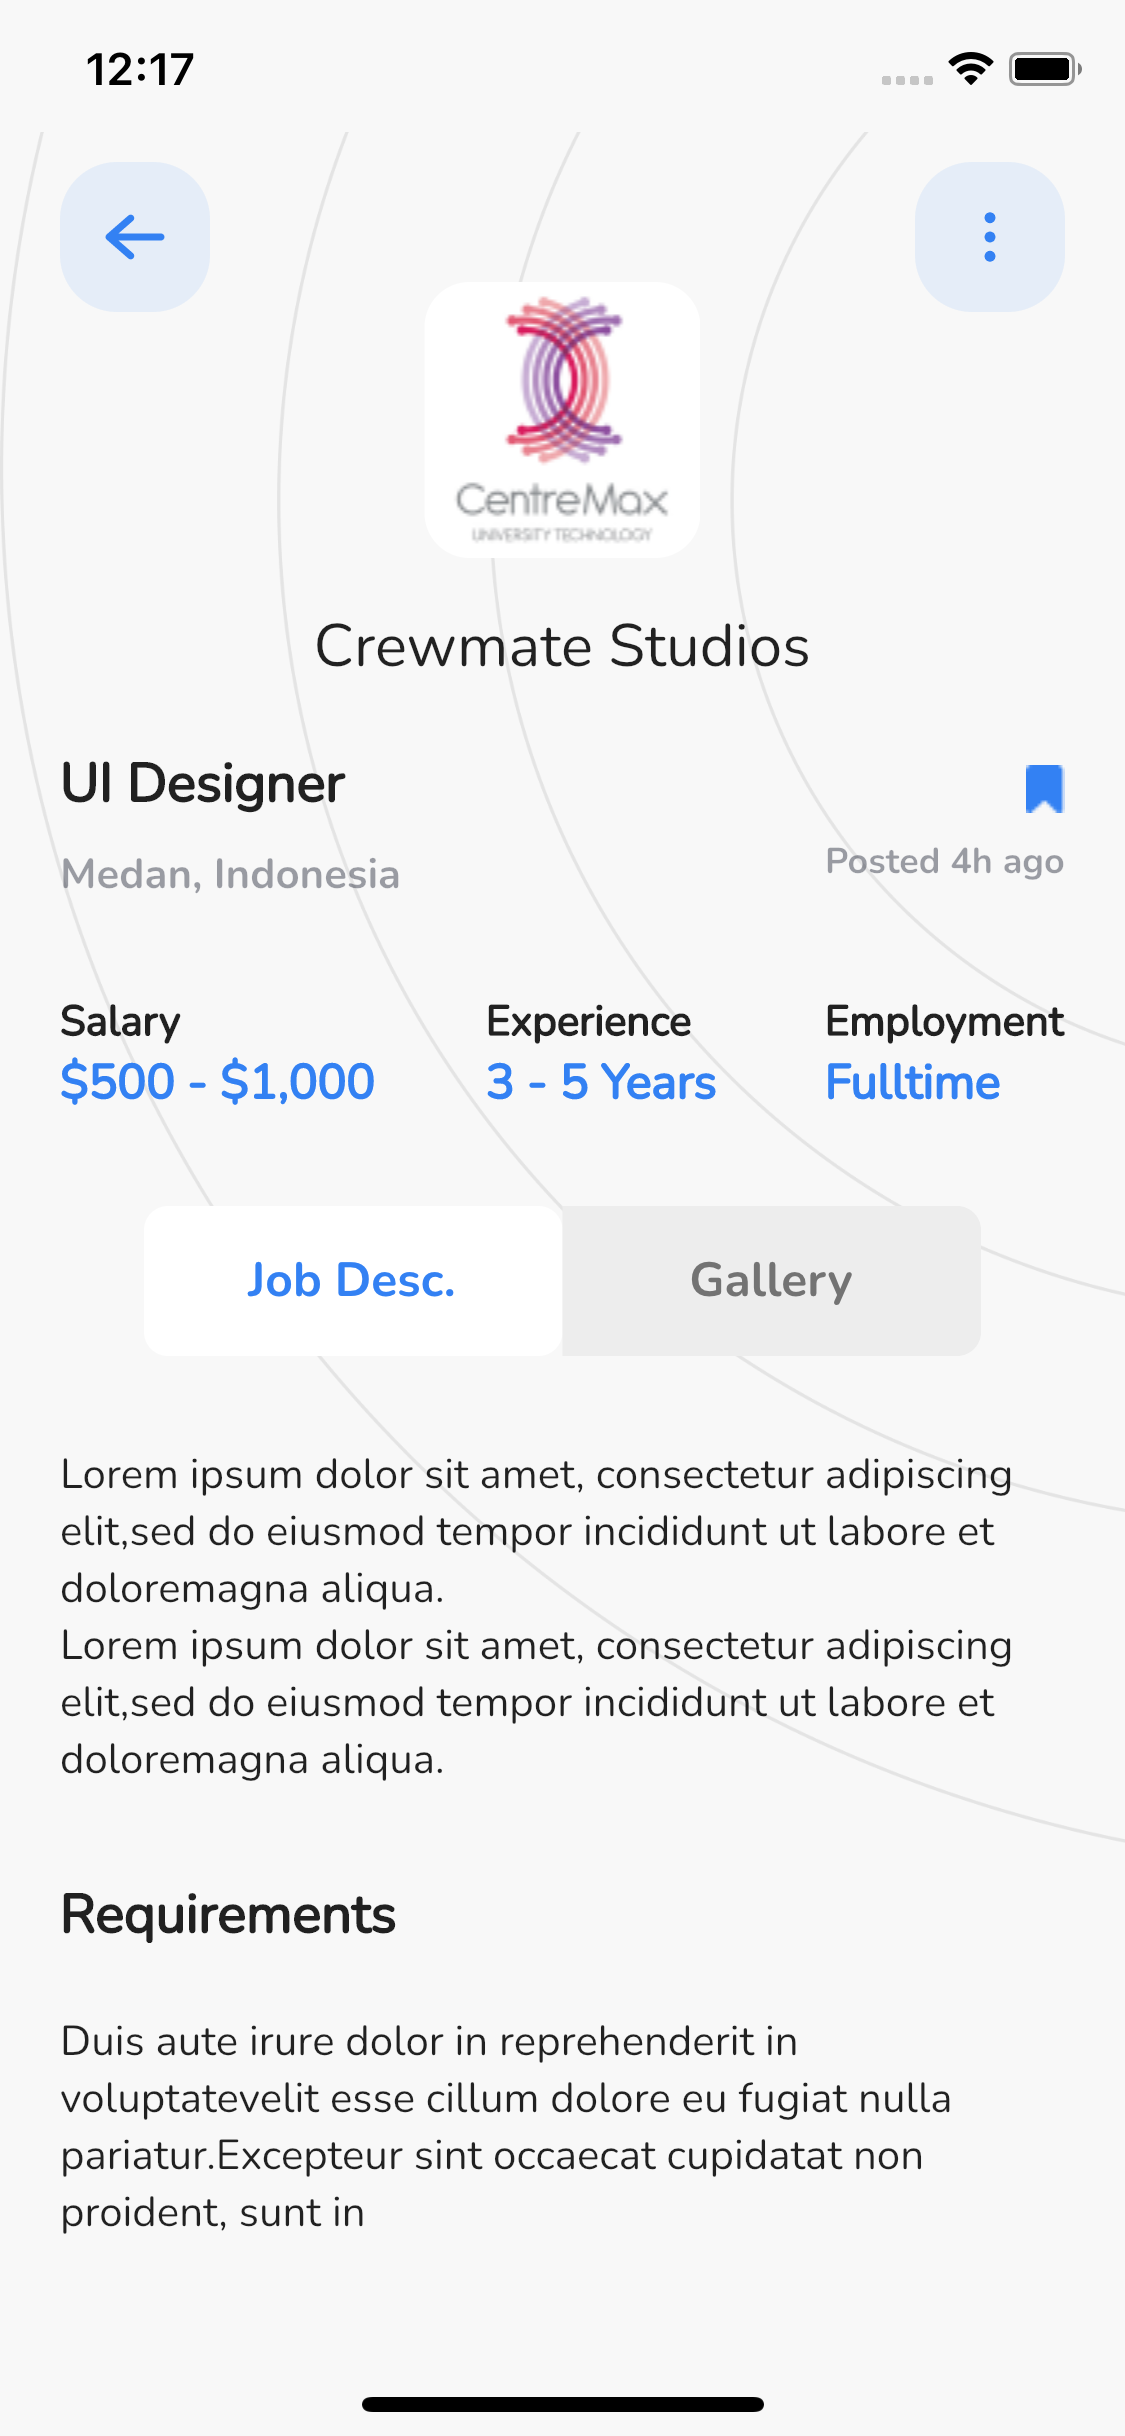 12:17
CentreMax
UNIVERSITY TECHNOLOGY
Crewmate Studios
UI Designer
Medan, Indonesia
Posted 4h ago
Salary
$500 - $1,000
Experience
3 - 5 Years
Employment
Fulltime
Job Desc.
Gallery
Lorem ipsum dolor sit amet, consectetur adipiscing
elit,sed do eiusmod tempor incididunt ut labore et
doloremagna aliqua.
Lorem ipsum dolor sit amet, consectetur adipiscing
elit,sed do eiusmod tempor incididunt ut labore et
doloremagna aliqua.
Requirements
Duis aute irure dolor in reprehenderit in
voluptatevelit esse cillum dolore eu fugiat nulla
pariatur.Excepteur sint occaecat cupidatat non
proident, sunt in